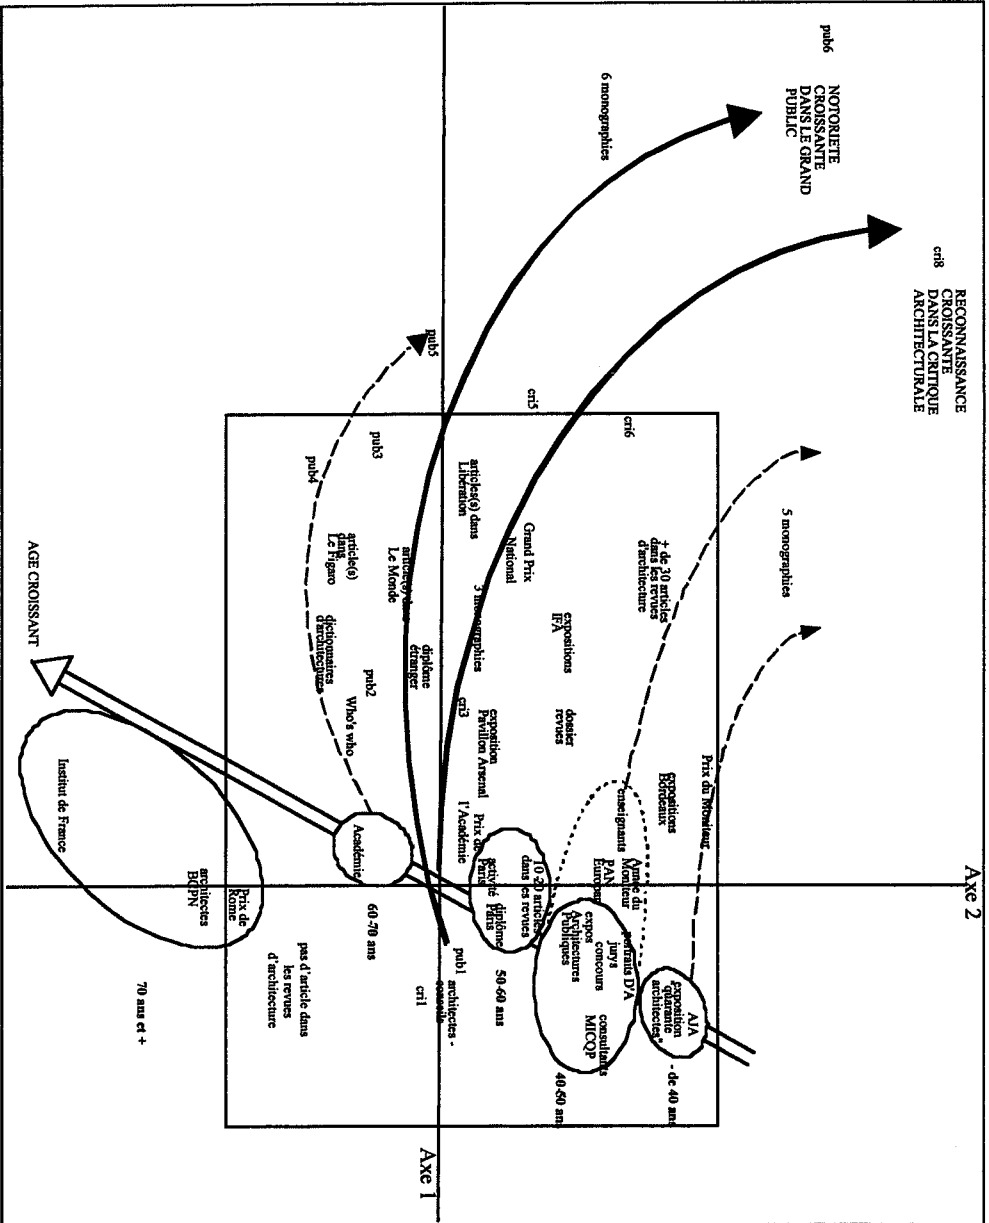 Axe 2
RECONNAISSANCE
CROISSANTE
DANS LA CRITIQUE
ARCHITECTURALE
cri8
NOTORIETE
CROISSANTE
DANS LE GRAND
PUBLIC
pub6
6 monographies
5 monographies
AJA
exposition
"quarante
architectes"
- de 40 ans
Prix du Moniteur
expositions
Bordeaux
+ de 30 articles
dans les revues
d'architecture
cri6
portraits D'A
jurys
concours
expos
Architectures
Publiques
consultants
MICQP
40-50 ans
enseignants
Année du
Moniteur
PAN
Europan
dossier
revues
expositions
IFA
cri5
Grand Prix
National
10-20 articles
dans les revues
activité
Paris
diplôme
Paris
50-60 ans
Prix de
l'Académie
exposition
Pavillon Arsenal
cri3
3 monographies
articles(s) dans
Libération
pub1
architectes -
conseils
cri1
Axe 1
pub5
diplôme
étranger
article(s) dans
Le Monde
pub3
pub2
Who's who
Académie
60-70 ans
article(s)
dans
Le Figaro
dictionnaires
d'architectures
pub4
pas d'article dans
les revues
d'architecture
Prix de
Rome
architectes
BCPN
Institut de France
70 ans et +
AGE CROISSANT